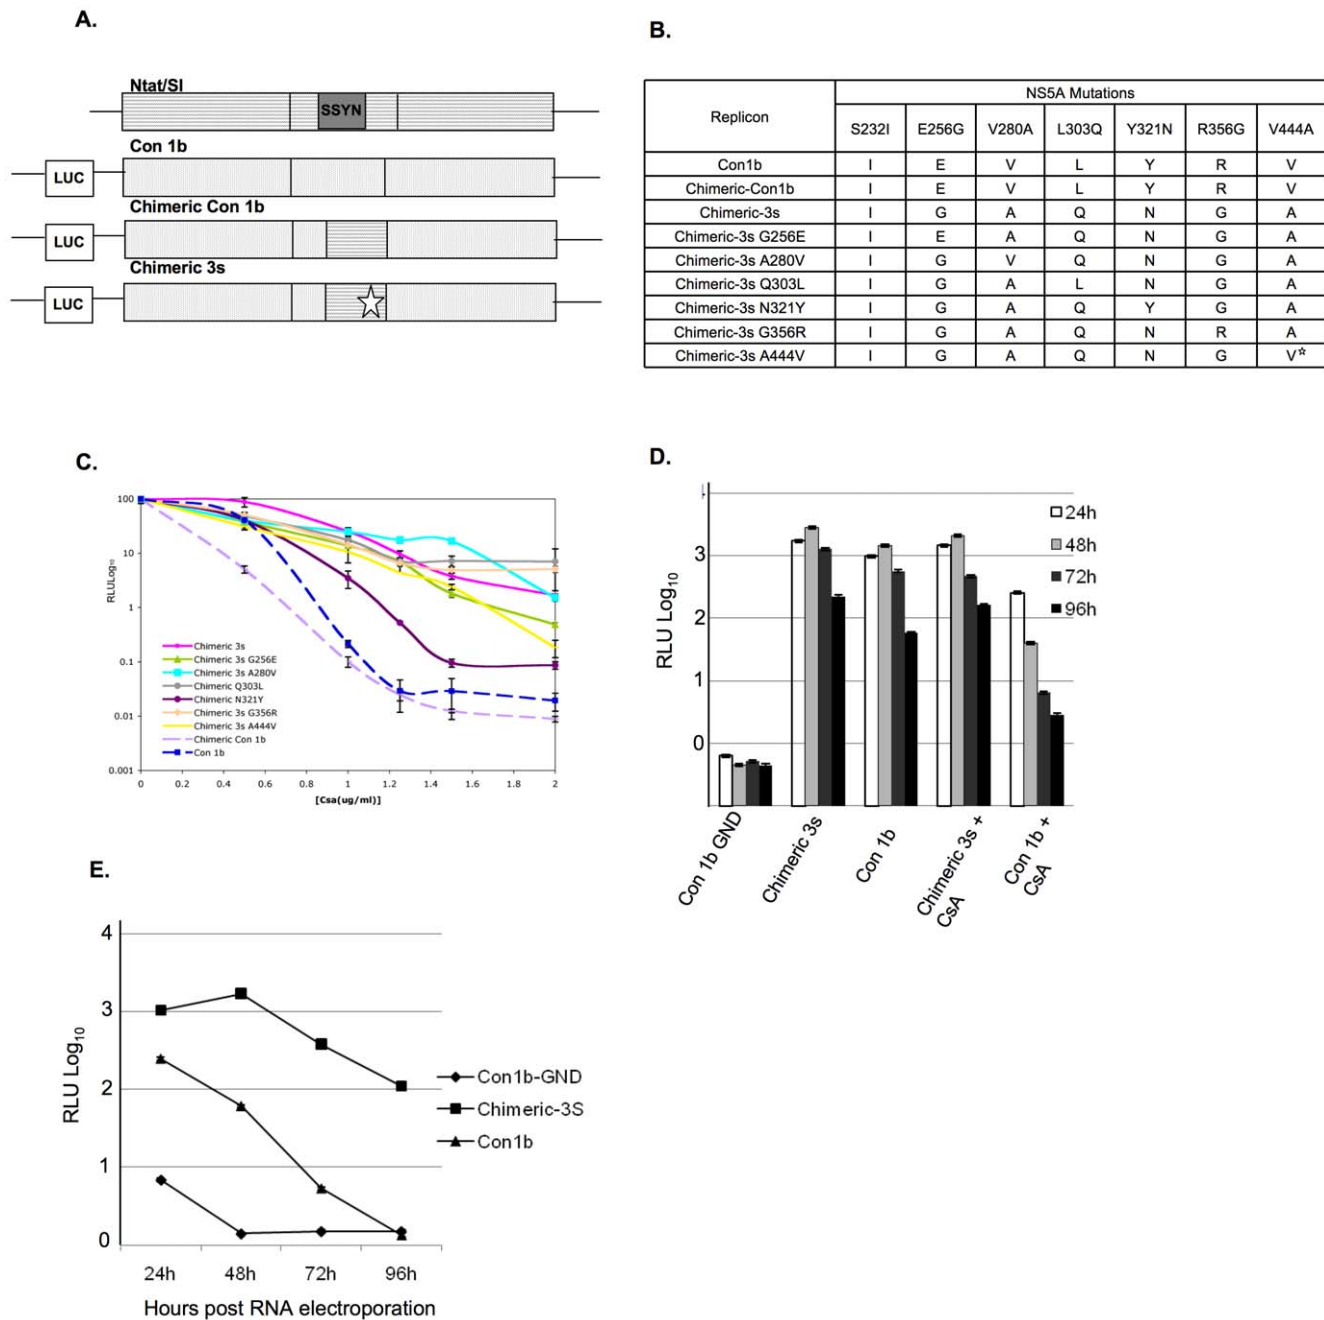 A.
Ntat/SI
SSYN
Con 1b
LUC
Chimeric Con 1b
LUC
Chimeric 3s
LUC
B.
Replicon NS5A Mutations
S232I E256G V280A L303Q Y321N R356G V444A
Con1b I E V L Y R V
Chimeric-Con1b I E V L Y R V
Chimeric-3s I G A Q N G A
Chimeric-3s G256E I E A Q N G A
Chimeric-3s A280V I G V Q N G A
Chimeric-3s Q303L I G A L N G A
Chimeric-3s N321Y I G A Q Y G A
Chimeric-3s G356R I G A Q N R A
Chimeric-3s A444V I G A Q N G V☆
C.
100
10
1
0.1
0.01
0.001
RLULog₁₀
Chimeric 3s
Chimeric 3s G256E
Chimeric 3s A280V
Chimeric Q303L
Chimeric N321Y
Chimeric 3s G356R
Chimeric 3s A444V
Chimeric Con 1b
Con 1b
0 0.2 0.4 0.6 0.8 1 1.2 1.4 1.6 1.8 2
[Csa(ug/ml)]
D.
3
2
1
0
RLU Log₁₀
24h
48h
72h
96h
Con 1b GND
Chimeric 3s
Con 1b
Chimeric 3s +
CsA
Con 1b +
CsA
E.
4
3
2
1
0
RLU Log₁₀
Con1b-GND
Chimeric-3S
Con1b
24h 48h 72h 96h
Hours post RNA electroporation